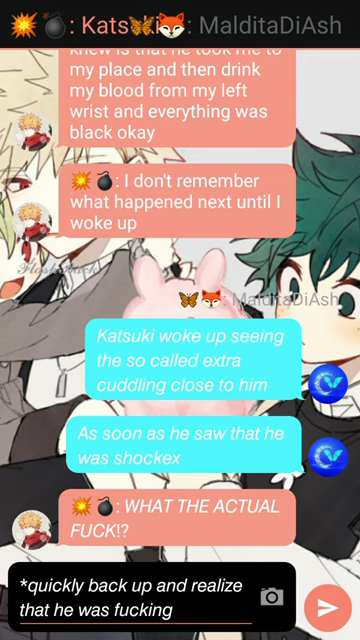 💥💣: Kats🦋🦊: MalditaDiAsh
knew is that he took me to
my place and then drink
my blood from my left
wrist and everything was
black okay
💥💣: I don't remember
what happened next until I
woke up
🦋🦊: MalditaDiAsh
Katsuki woke up seeing
the so called extra
cuddling close to him
As soon as he saw that he
was shockex
💥💣: WHAT THE ACTUAL
FUCK!?
*quickly back up and realize
that he was fucking